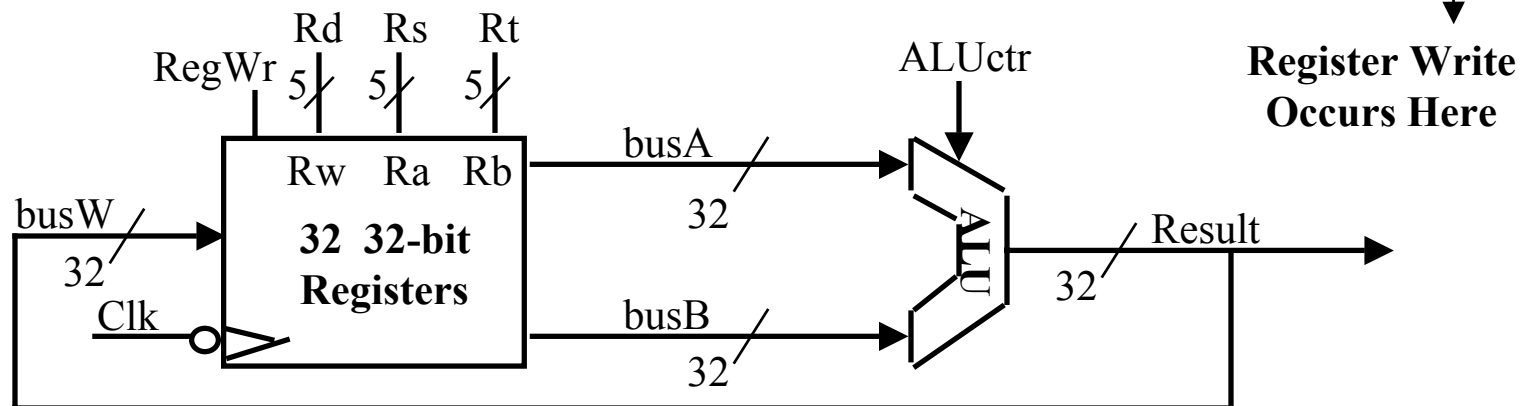 Rd Rs Rt
RegWr 5 5 5 ALUctr
Register Write
Occurs Here
Rw Ra Rb
busA
32
busW
32
32 32-bit
Registers
Clk
ALU
Result
32
busB
32